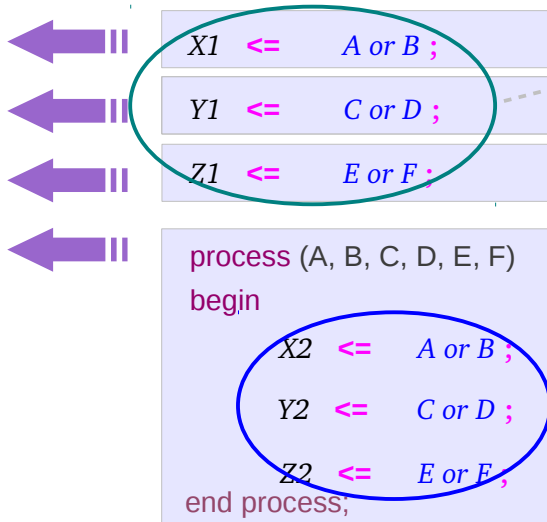 X1 <= A or B ;
Y1 <= C or D ;
Z1 <= E or F ;
process (A, B, C, D, E, F)
begin
X2 <= A or B ;
Y2 <= C or D ;
Z2 <= E or F ;
end process;